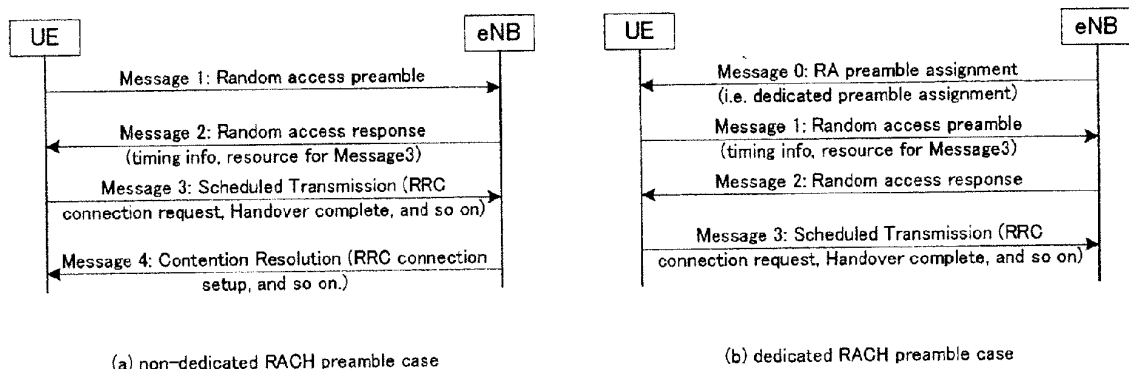 UE
eNB
Message 1: Random access preamble
Message 2: Random access response
(timing info, resource for Message3)
Message 3: Scheduled Transmission (RRC
connection request, Handover complete, and so on)
Message 4: Contention Resolution (RRC connection
setup, and so on.)
(a) non-dedicated RACH preamble case
UE
eNB
Message 0: RA preamble assignment
(i.e. dedicated preamble assignment)
Message 1: Random access preamble
(timing info, resource for Message3)
Message 2: Random access response
Message 3: Scheduled Transmission (RRC
connection request, Handover complete, and so on)
(b) dedicated RACH preamble case